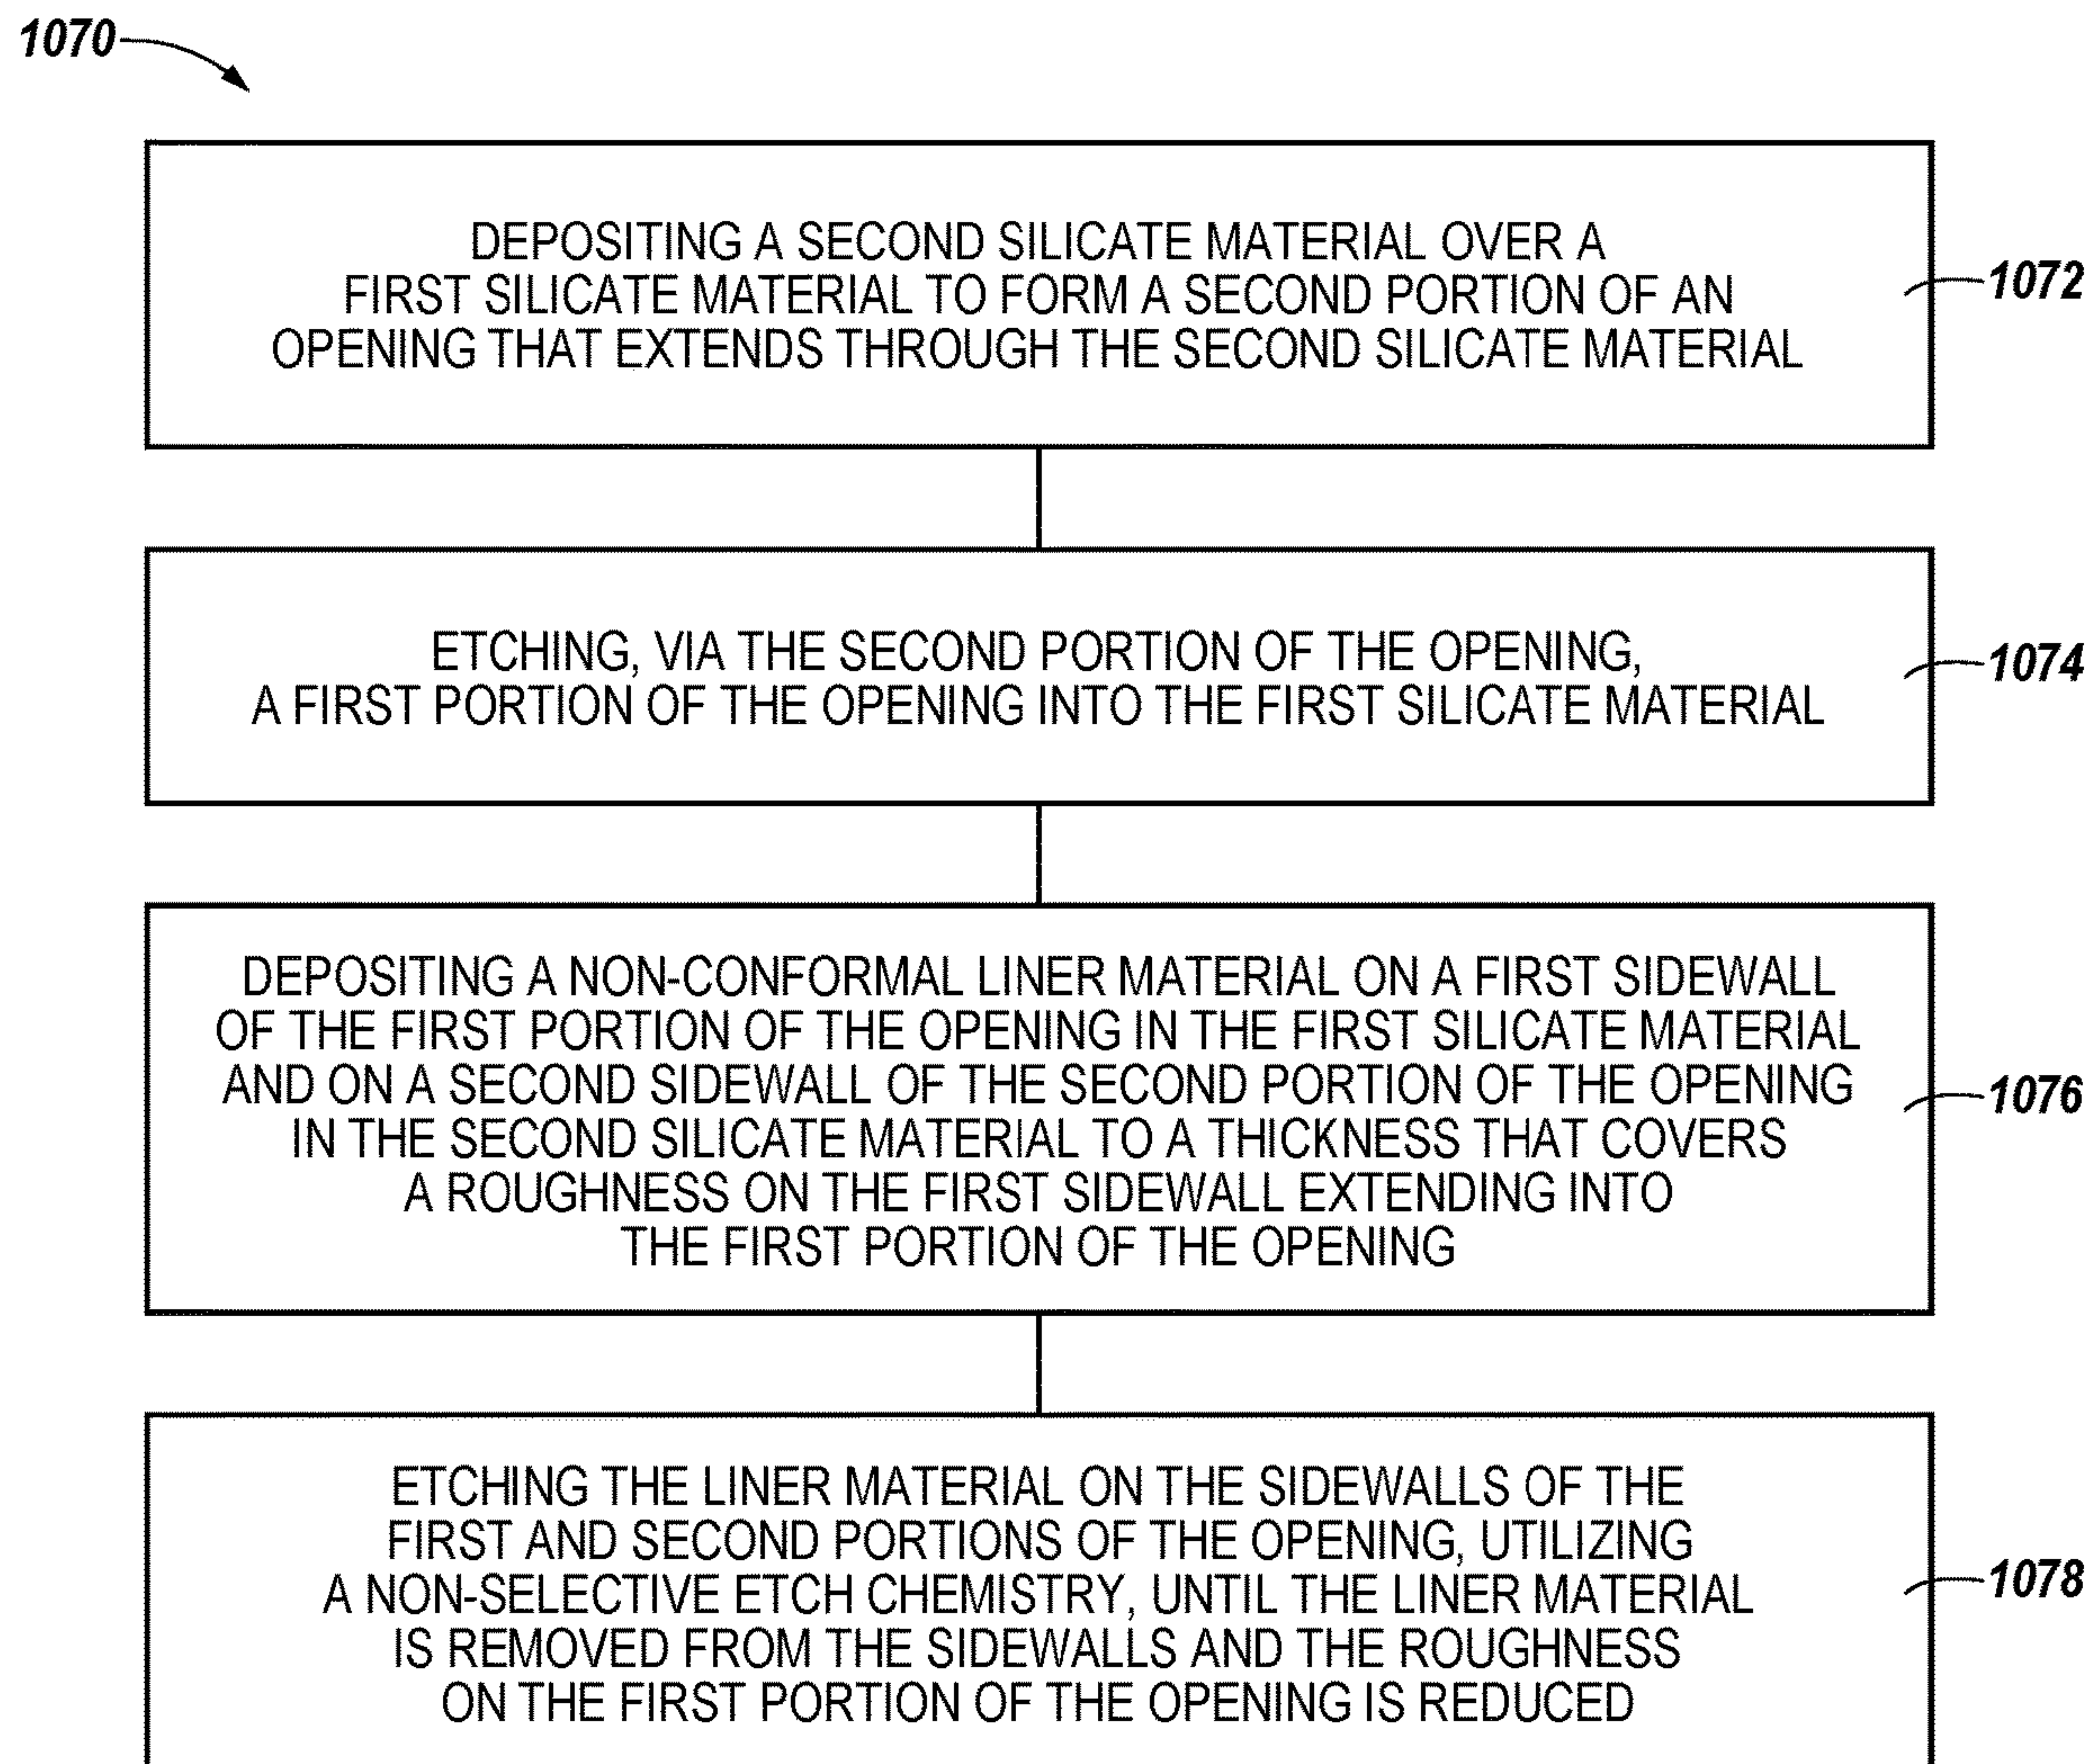 1070
DEPOSITING A SECOND SILICATE MATERIAL OVER A
FIRST SILICATE MATERIAL TO FORM A SECOND PORTION OF AN
OPENING THAT EXTENDS THROUGH THE SECOND SILICATE MATERIAL
1072
ETCHING, VIA THE SECOND PORTION OF THE OPENING,
A FIRST PORTION OF THE OPENING INTO THE FIRST SILICATE MATERIAL
1074
DEPOSITING A NON-CONFORMAL LINER MATERIAL ON A FIRST SIDEWALL
OF THE FIRST PORTION OF THE OPENING IN THE FIRST SILICATE MATERIAL
AND ON A SECOND SIDEWALL OF THE SECOND PORTION OF THE OPENING
IN THE SECOND SILICATE MATERIAL TO A THICKNESS THAT COVERS
A ROUGHNESS ON THE FIRST SIDEWALL EXTENDING INTO
THE FIRST PORTION OF THE OPENING
1076
ETCHING THE LINER MATERIAL ON THE SIDEWALLS OF THE
FIRST AND SECOND PORTIONS OF THE OPENING, UTILIZING
A NON-SELECTIVE ETCH CHEMISTRY, UNTIL THE LINER MATERIAL
IS REMOVED FROM THE SIDEWALLS AND THE ROUGHNESS
ON THE FIRST PORTION OF THE OPENING IS REDUCED
1078